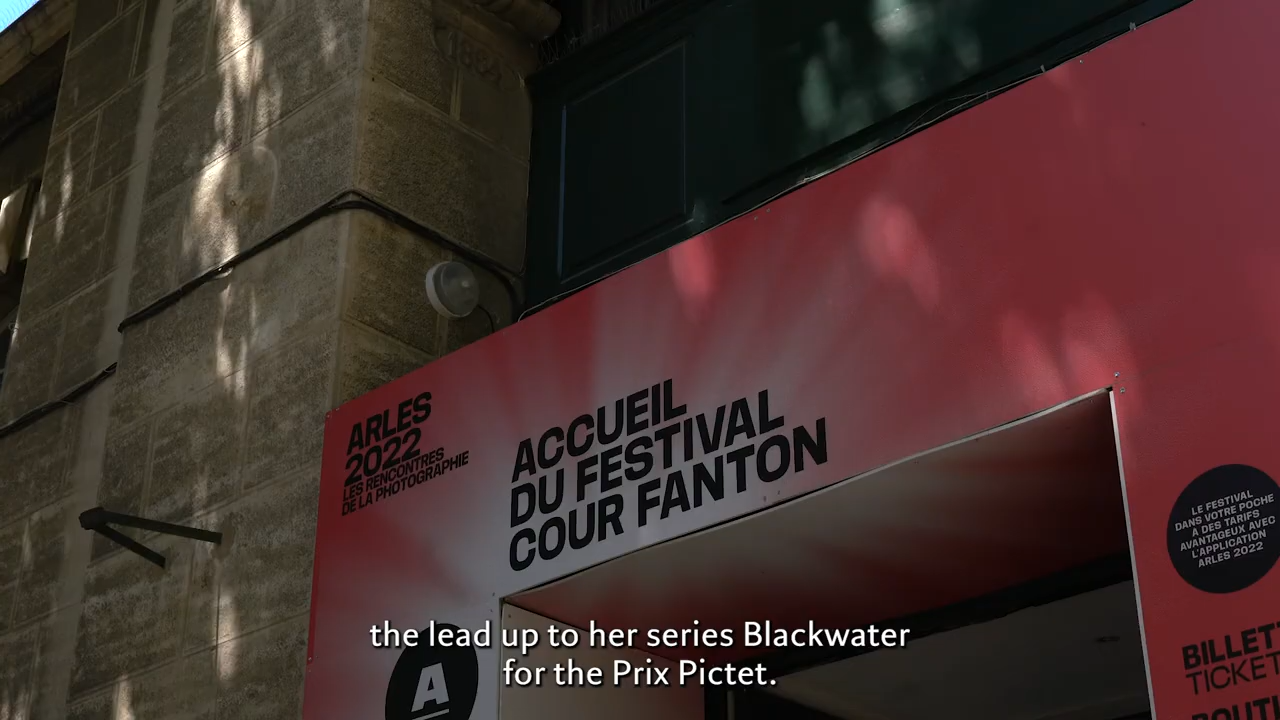 ARLES
2022
LES RENCONTRES
DE LA PHOTOGRAPHIE
ACCUEIL
DU FESTIVAL
COUR FANTON
LE FESTIVAL
DANS VOTRE POCHE
A DES TARIFS
AVANTAGEUX AVEC
L'APPLICATION
ARLES 2022
A
TICKET
the lead up to her series Blackwater
for the Prix Pictet.